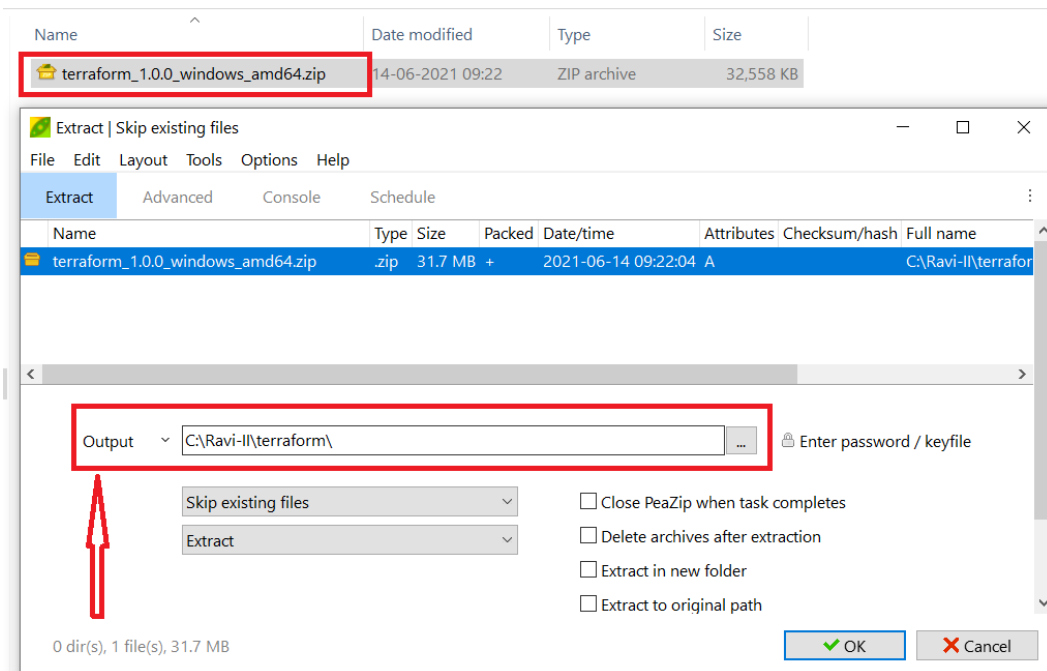 Name Date modified Type Size
terraform_1.0.0_windows_amd64.zip 14-06-2021 09:22 ZIP archive 32,558 KB
Extract | Skip existing files
File Edit Layout Tools Options Help
Extract Advanced Console Schedule
Name Type Size Packed Date/time Attributes Checksum/hash Full name
terraform_1.0.0_windows_amd64.zip .zip 31.7 MB + 2021-06-14 09:22:04 A C:\Ravi-II\terrafor
Output C:\Ravi-II\terraform\ ... Enter password / keyfile
Skip existing files Close PeaZip when task completes
Extract Delete archives after extraction
Extract in new folder
Extract to original path
0 dir(s), 1 file(s), 31.7 MB OK Cancel